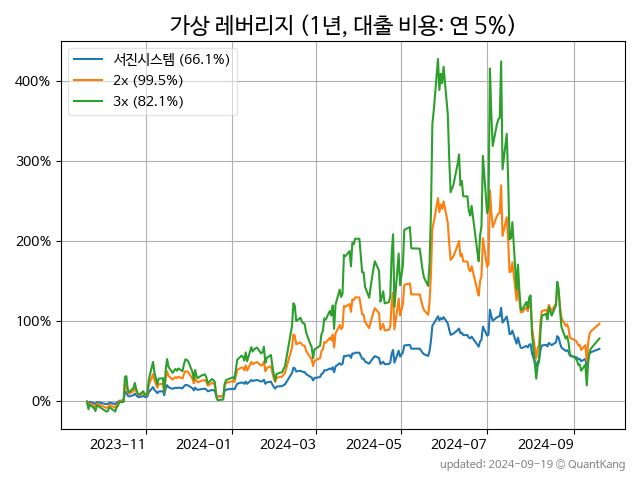 가상 레버리지 (1년, 대출 비용: 연 5%)
서진시스템 (66.1%)
2x (99.5%)
3x (82.1%)
400%
300%
200%
100%
0%
2023-11 2024-01 2024-03 2024-05 2024-07 2024-09
updated: 2024-09-19 © QuantKang